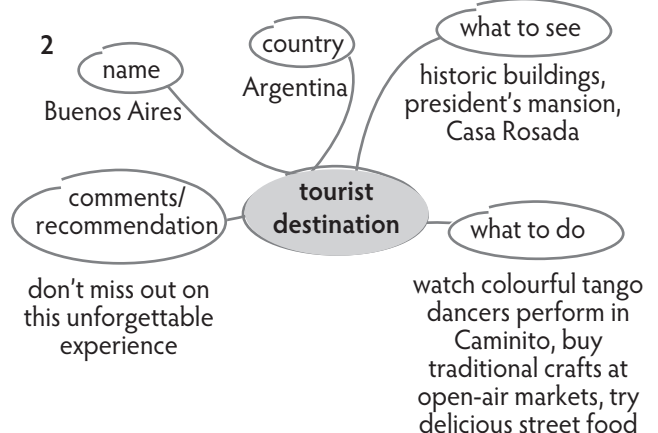 2
name
Buenos Aires
country
Argentina
what to see
historic buildings,
president's mansion,
Casa Rosada
comments/
recommendation
don't miss out on
this unforgettable
experience
tourist
destination
what to do
watch colourful tango
dancers perform in
Caminito, buy
traditional crafts at
open-air markets, try
delicious street food